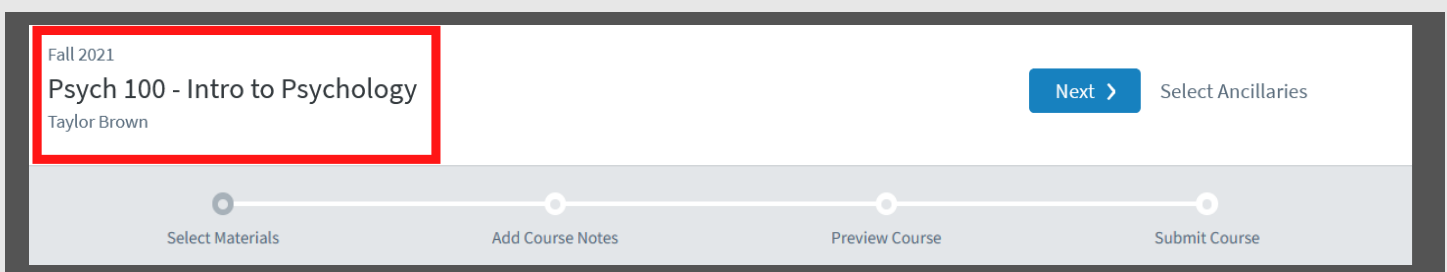 Fall 2021
Psych 100 - Intro to Psychology
Taylor Brown
Next Select Ancillaries
Select Materials Add Course Notes Preview Course Submit Course